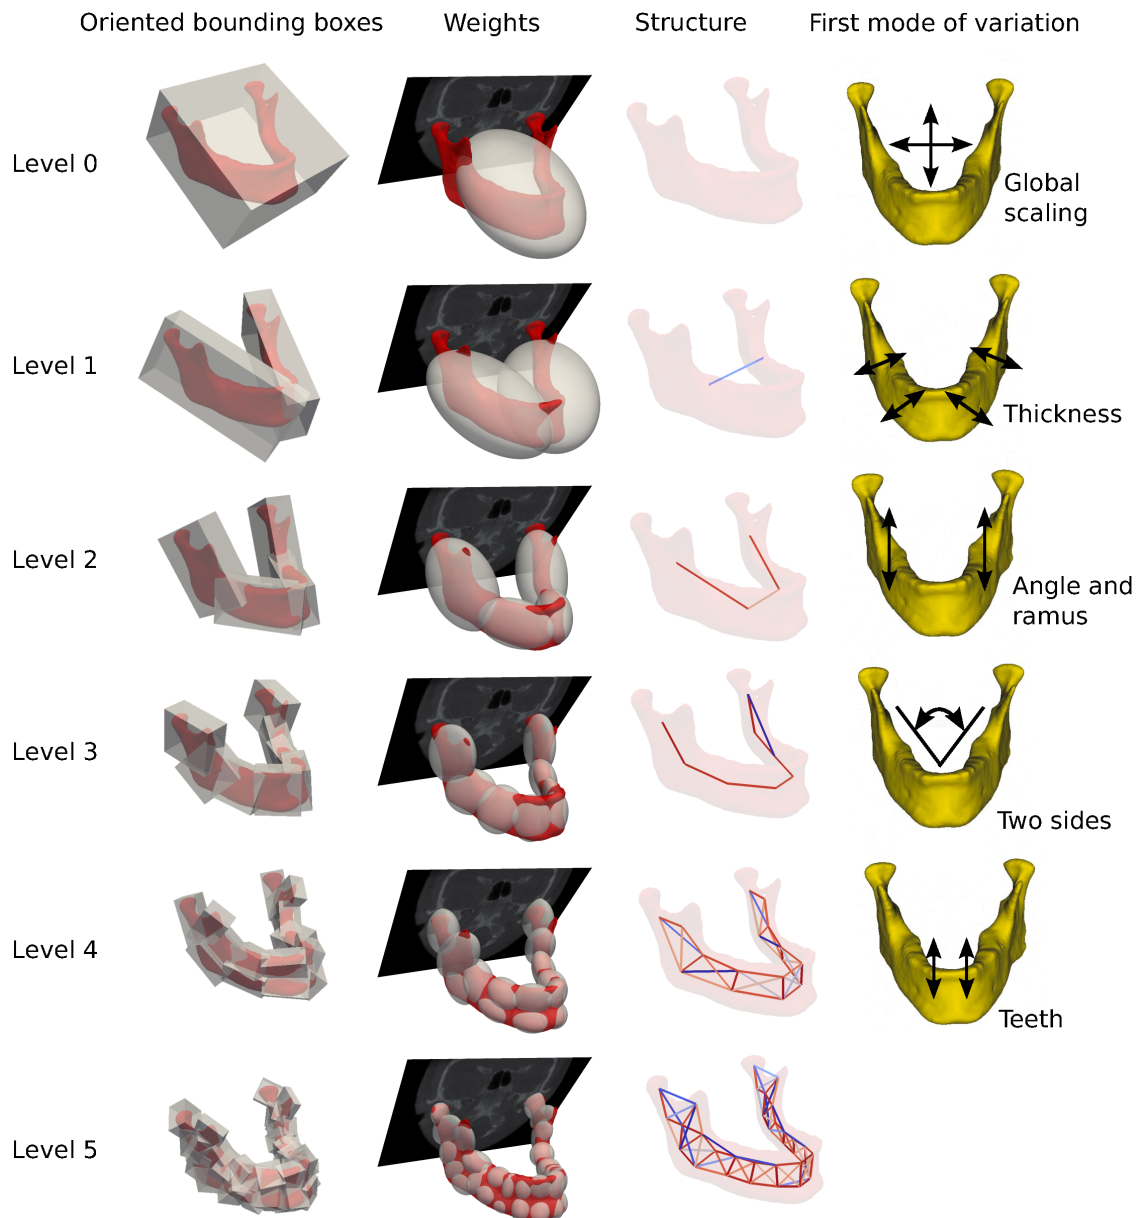 Oriented bounding boxes Weights Structure First mode of variation
Level 0
Global
scaling
Level 1
Thickness
Level 2
Angle and
ramus
Level 3
Two sides
Level 4
Teeth
Level 5